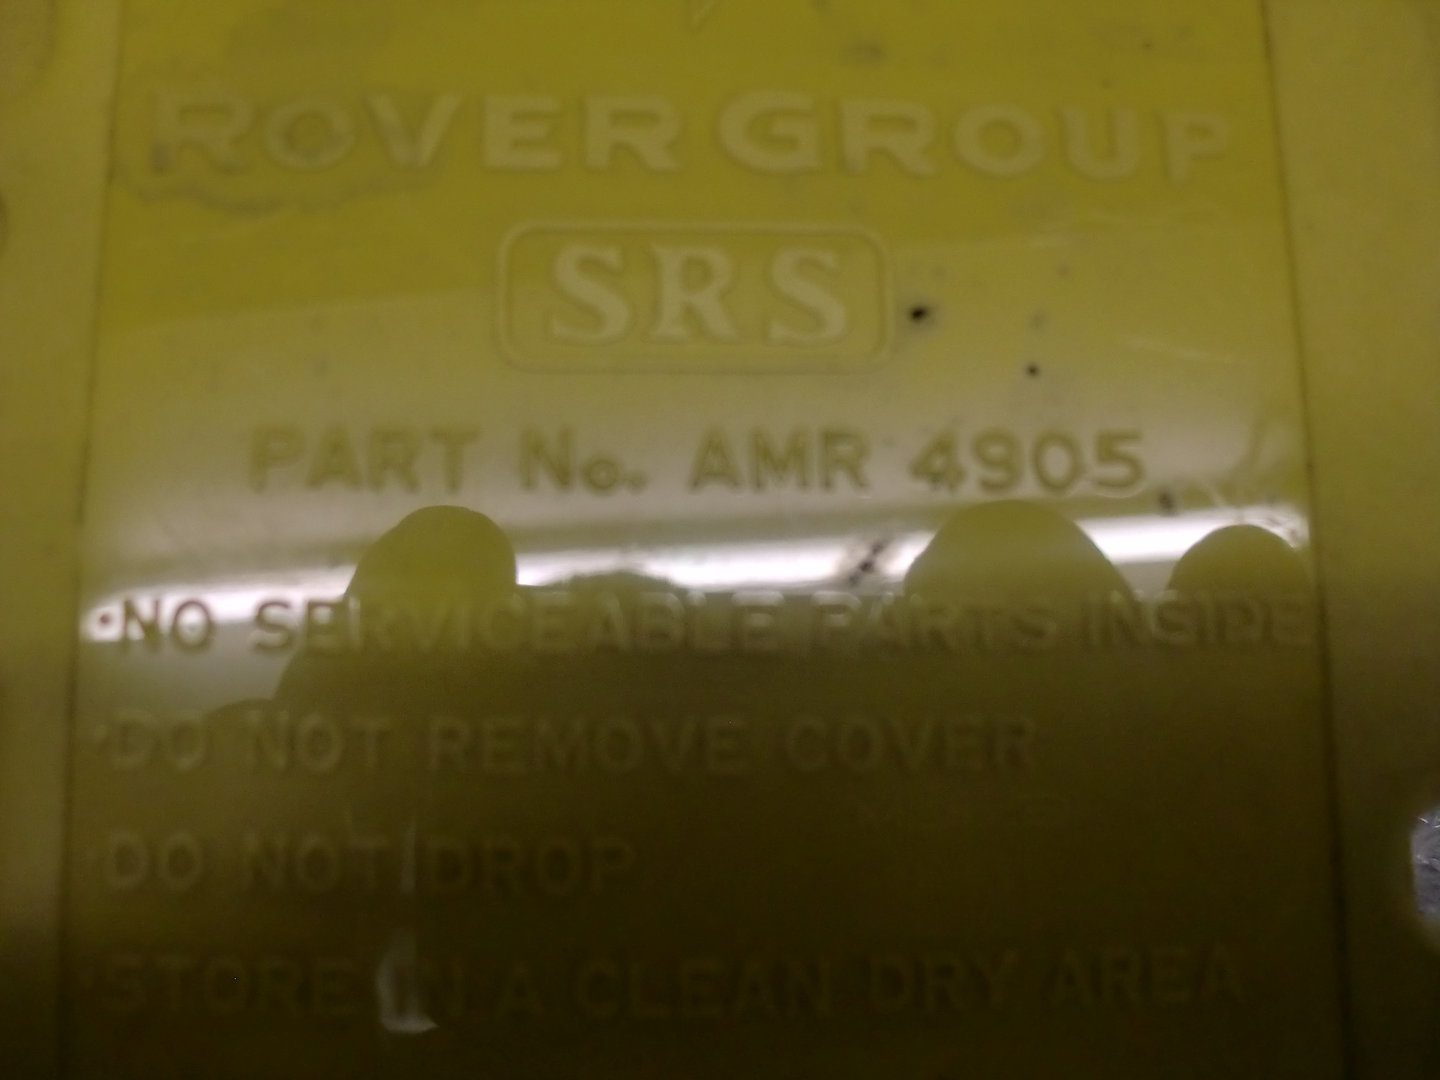 ROVER GROUP
SRS
PART No. AMR 4905
·NO SERVICEABLE PARTS INSIDE
·DO NOT REMOVE COVER
·DO NOT DROP
·STORE IN A CLEAN DRY AREA